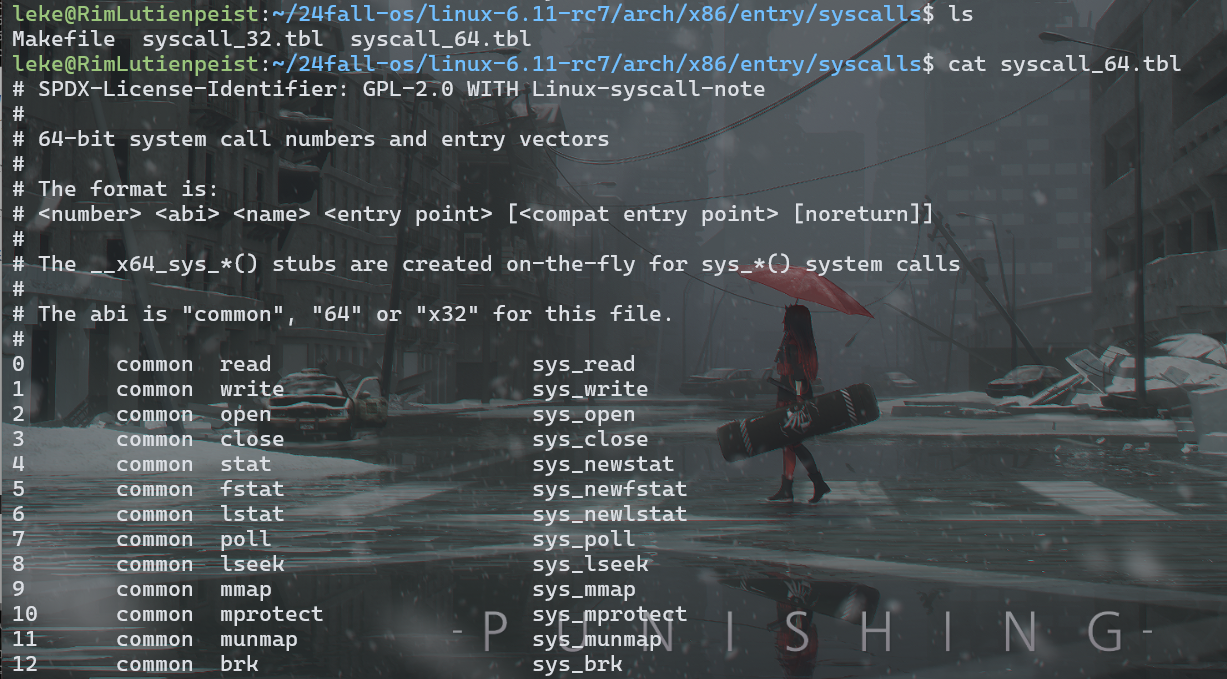 leke@RimLutienpeist:~/24fall-os/linux-6.11-rc7/arch/x86/entry/syscalls$ ls
Makefile  syscall_32.tbl  syscall_64.tbl
leke@RimLutienpeist:~/24fall-os/linux-6.11-rc7/arch/x86/entry/syscalls$ cat syscall_64.tbl
# SPDX-License-Identifier: GPL-2.0 WITH Linux-syscall-note
#
# 64-bit system call numbers and entry vectors
#
# The format is:
# <number> <abi> <name> <entry point> [<compat entry point> [noreturn]]
#
# The __x64_sys_*() stubs are created on-the-fly for sys_*() system calls
#
# The abi is "common", "64" or "x32" for this file.
#
0       common  read                    sys_read
1       common  write                   sys_write
2       common  open                    sys_open
3       common  close                   sys_close
4       common  stat                    sys_newstat
5       common  fstat                   sys_newfstat
6       common  lstat                   sys_newlstat
7       common  poll                    sys_poll
8       common  lseek                   sys_lseek
9       common  mmap                    sys_mmap
10      common  mprotect                sys_mprotect
11      common  munmap                  sys_munmap
12      common  brk                     sys_brk
-PUNISHING-